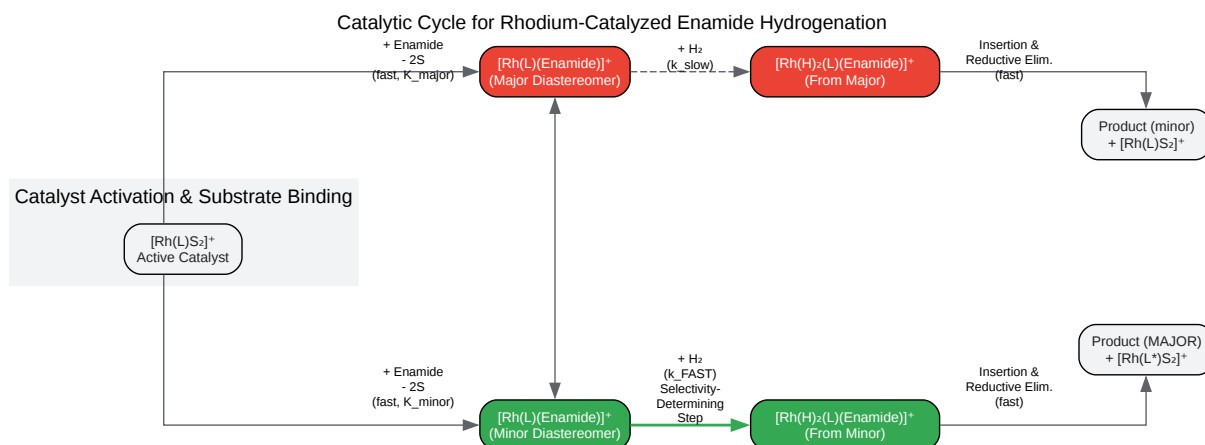 Catalytic Cycle for Rhodium-Catalyzed Enamide Hydrogenation
+ Enamide
- 2S
(fast, K_major)
[Rh(L)(Enamide)]⁺
(Major Diastereomer)
+ H₂
(k_slow)
[Rh(H)₂(L)(Enamide)]⁺
(From Major)
Insertion &
Reductive Elim.
(fast)
Product (minor)
+ [Rh(L)S₂]⁺
Catalyst Activation & Substrate Binding
[Rh(L)S₂]⁺
Active Catalyst
+ Enamide
- 2S
(fast, K_minor)
[Rh(L)(Enamide)]⁺
(Minor Diastereomer)
+ H₂
(k_FAST)
Selectivity-
Determining
Step
[Rh(H)₂(L)(Enamide)]⁺
(From Minor)
Insertion &
Reductive Elim.
(fast)
Product (MAJOR)
+ [Rh(L*)S₂]⁺